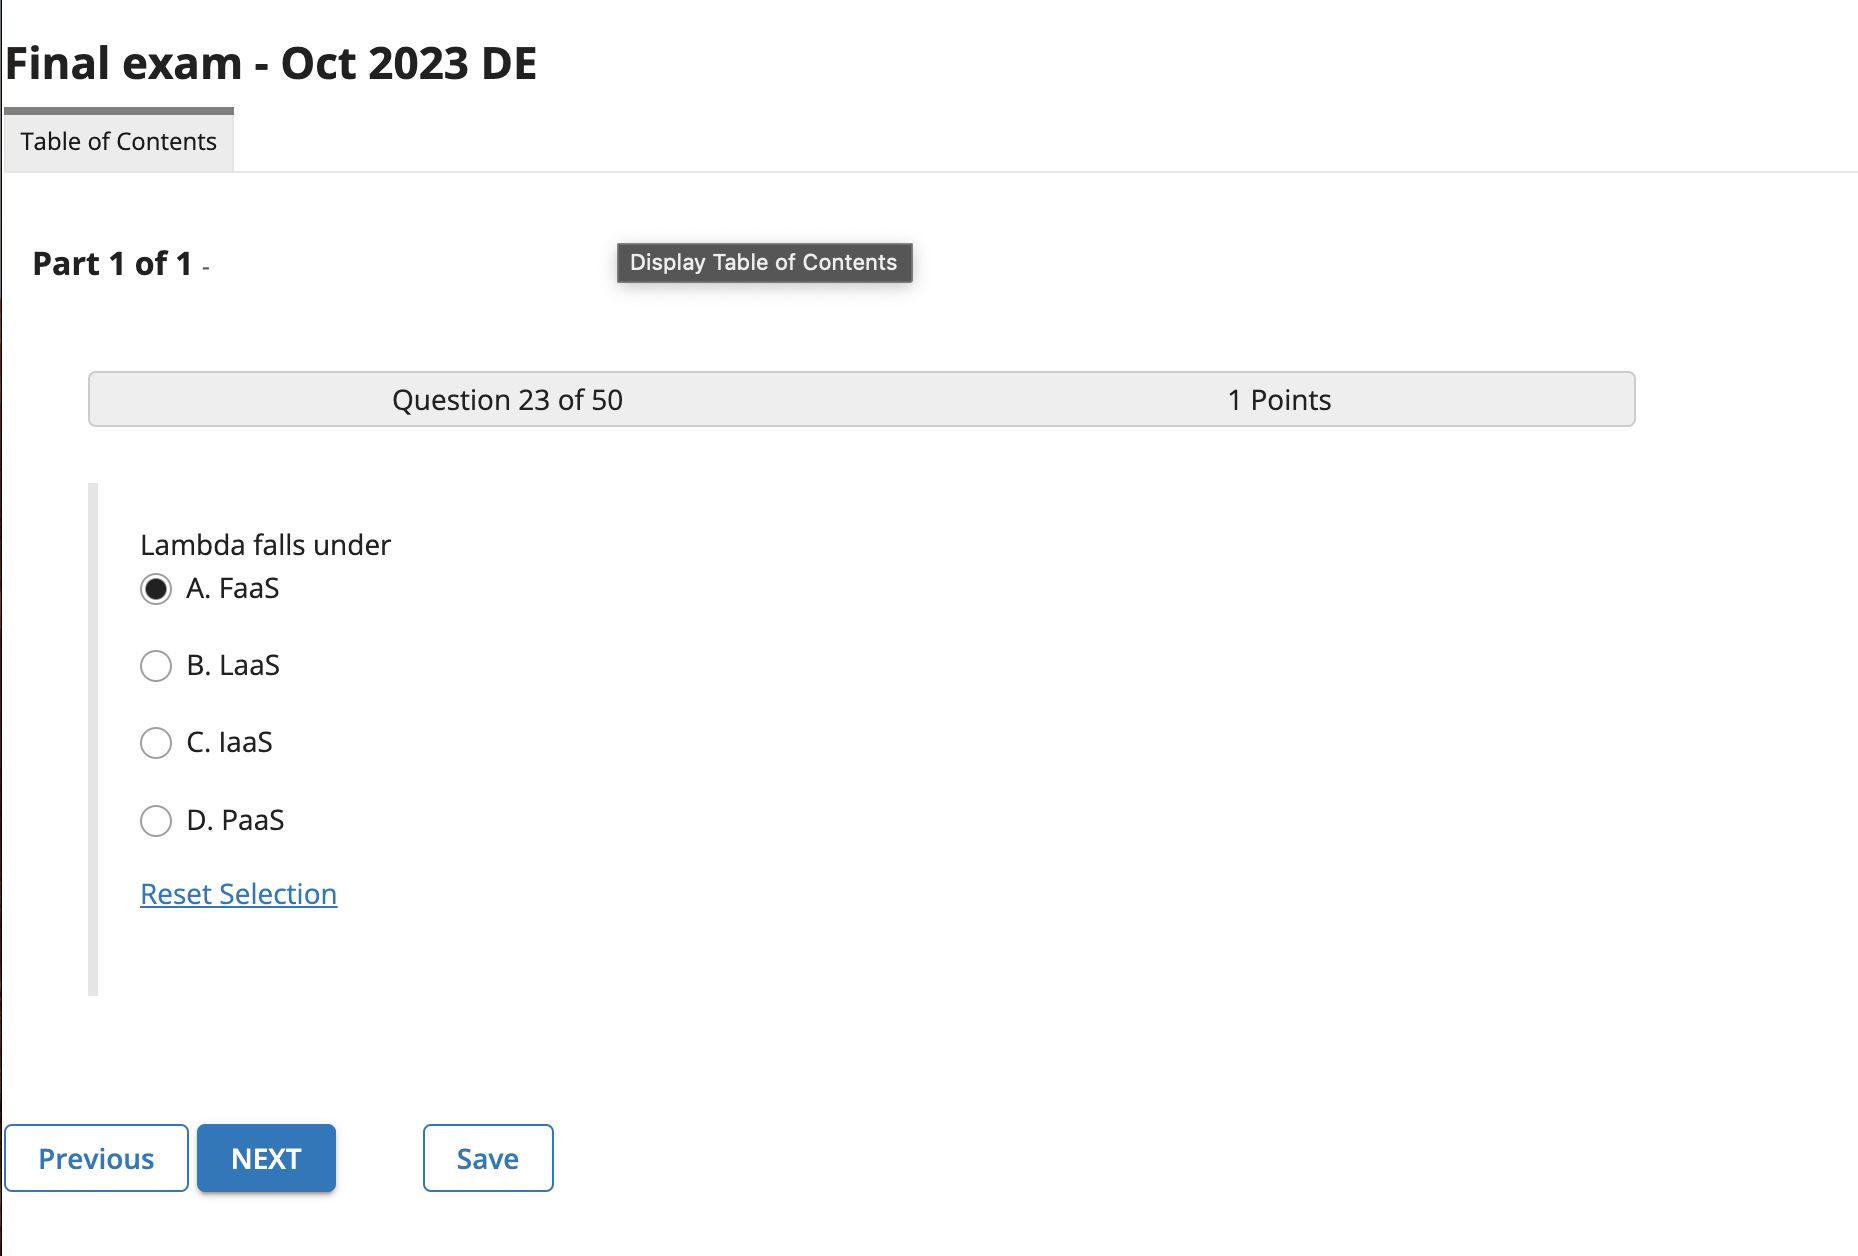 Final exam - Oct 2023 DE
Table of Contents
Part 1 of 1 -
Display Table of Contents
Question 23 of 50 1 Points
Lambda falls under
A. FaaS
B. LaaS
C. IaaS
D. PaaS
Reset Selection
Previous NEXT Save